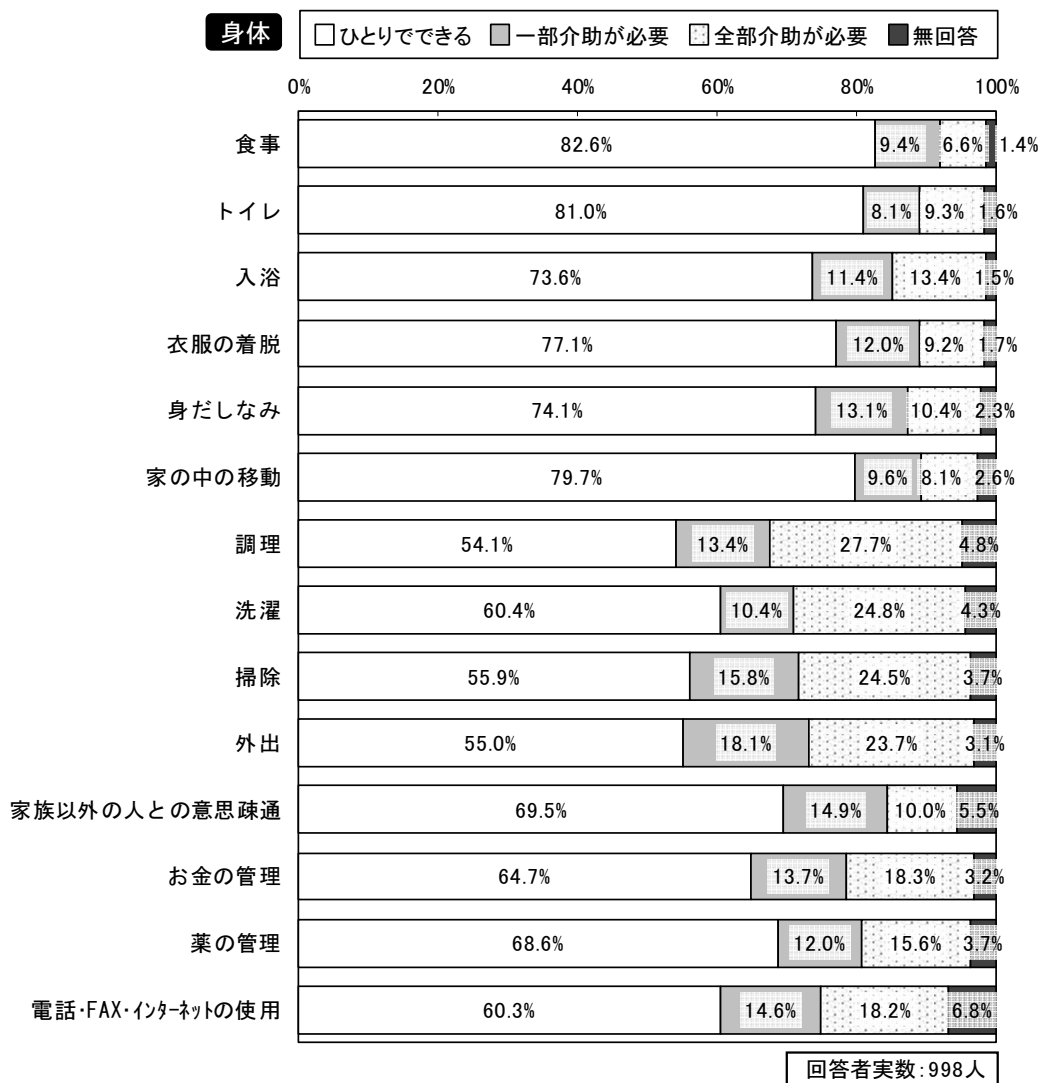 身体
ひとりでできる 一部介助が必要 全部介助が必要 無回答
0% 20% 40% 60% 80% 100%
食事 82.6% 9.4% 6.6% 1.4%
トイレ 81.0% 8.1% 9.3% 1.6%
入浴 73.6% 11.4% 13.4% 1.5%
衣服の着脱 77.1% 12.0% 9.2% 1.7%
身だしなみ 74.1% 13.1% 10.4% 2.3%
家の中の移動 79.7% 9.6% 8.1% 2.6%
調理 54.1% 13.4% 27.7% 4.8%
洗濯 60.4% 10.4% 24.8% 4.3%
掃除 55.9% 15.8% 24.5% 3.7%
外出 55.0% 18.1% 23.7% 3.1%
家族以外の人との意思疎通 69.5% 14.9% 10.0% 5.5%
お金の管理 64.7% 13.7% 18.3% 3.2%
薬の管理 68.6% 12.0% 15.6% 3.7%
電話・FAX・インターネットの使用 60.3% 14.6% 18.2% 6.8%
回答者実数:998人